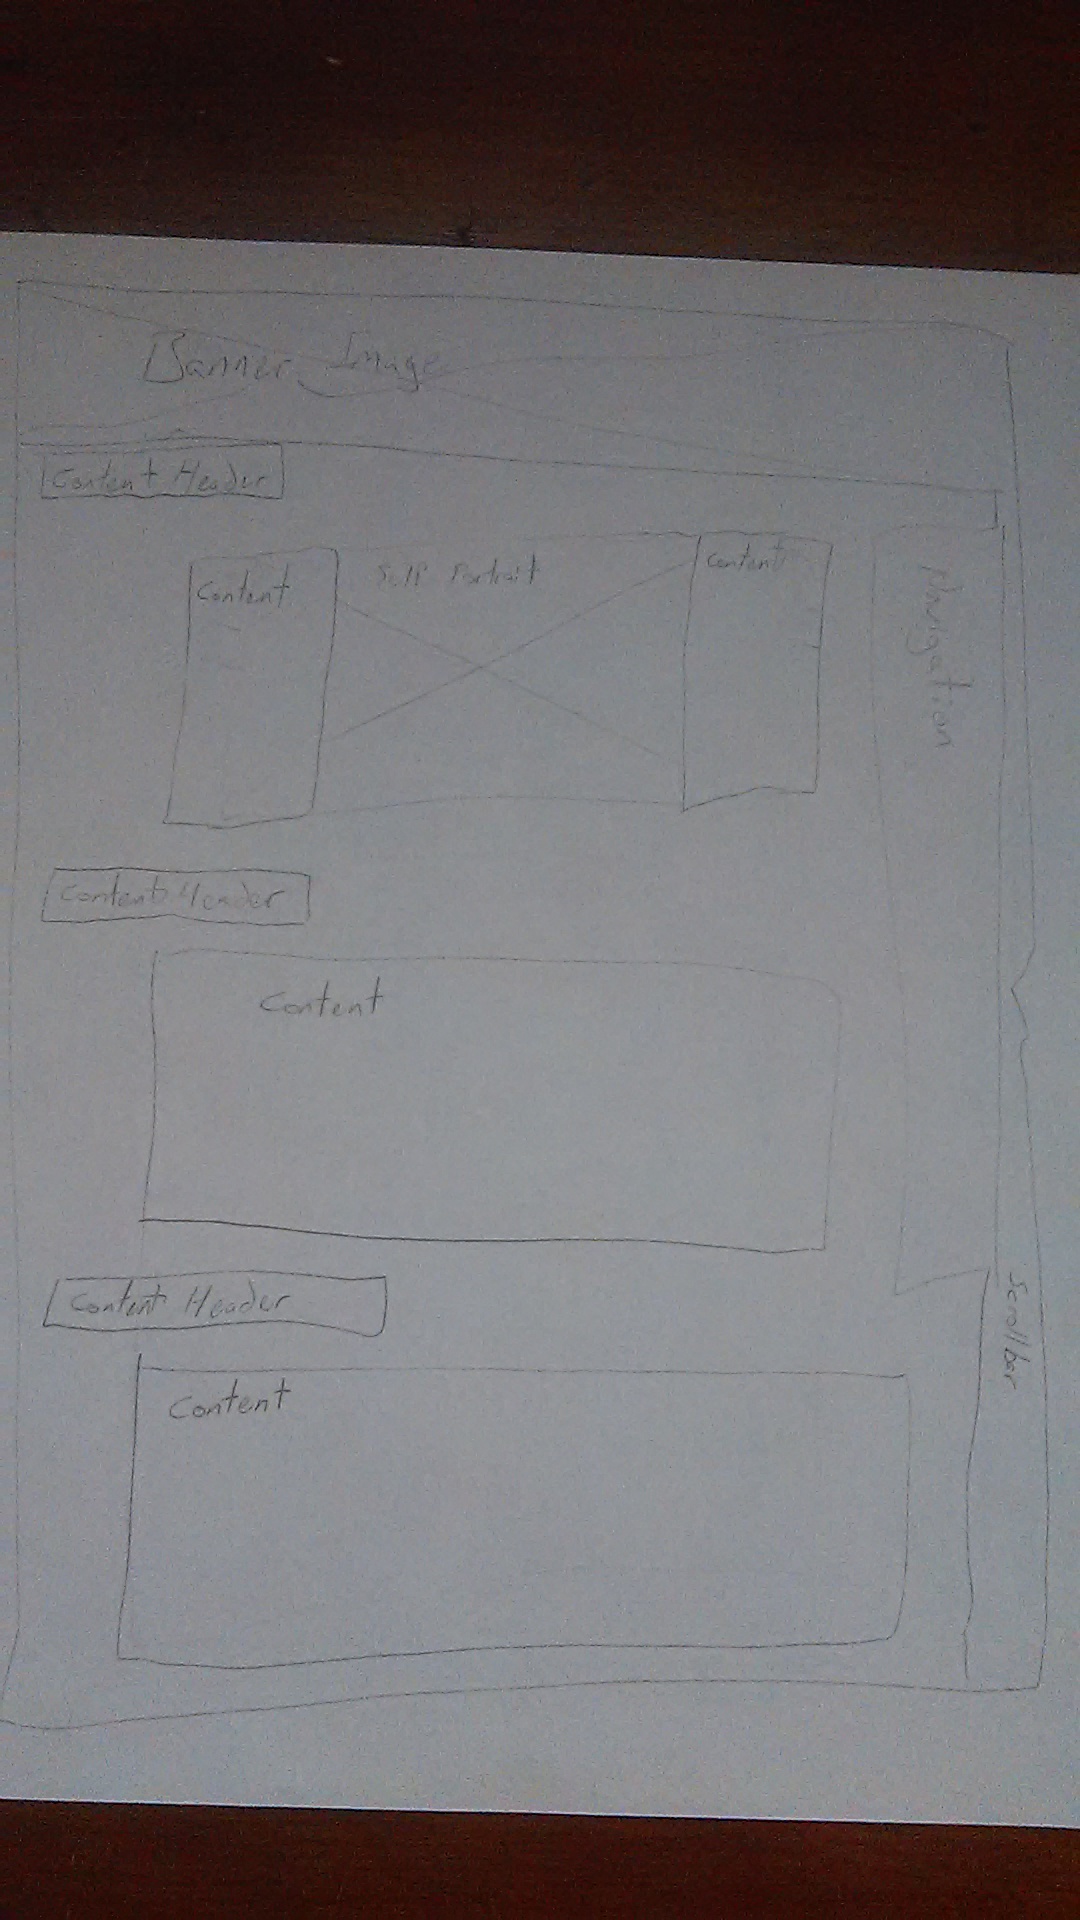 Banner Image
Content Header
Content
Self Portrait
Content
Navigation
Content Header
Content
Content Header
Scrollbar
Content